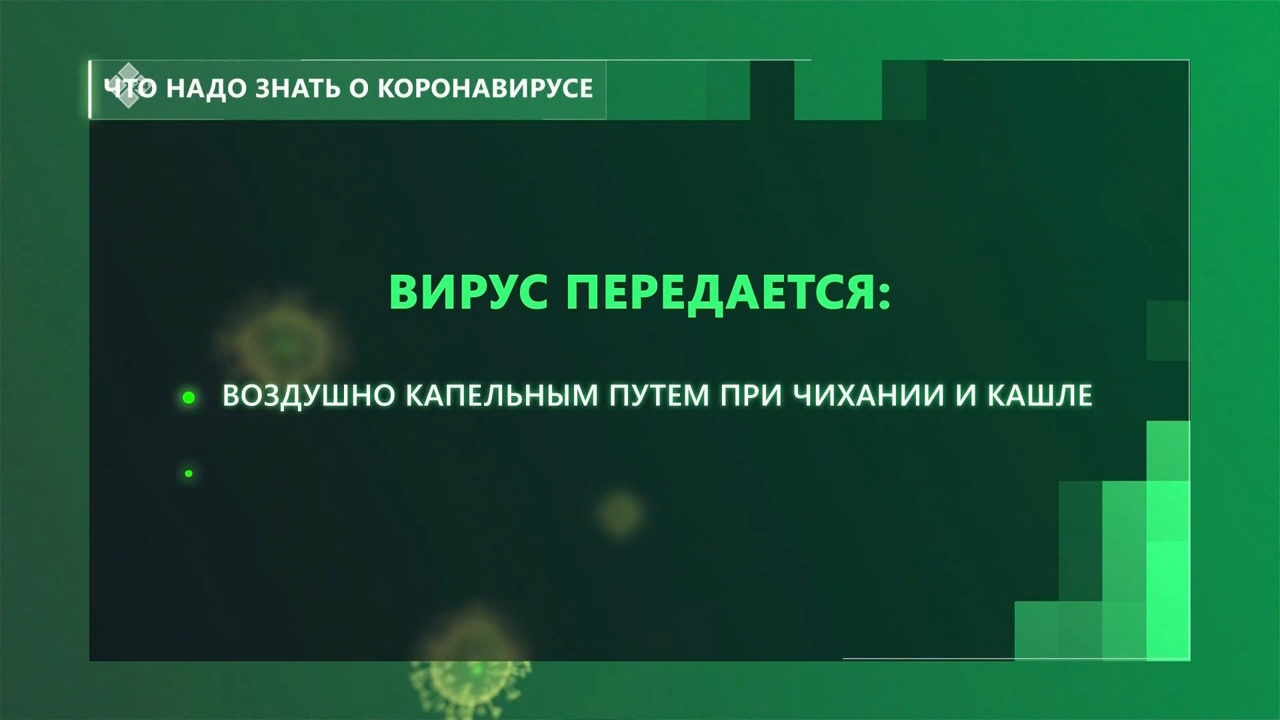 ЧТО НАДО ЗНАТЬ О КОРОНАВИРУСЕ
ВИРУС ПЕРЕДАЕТСЯ:
ВОЗДУШНО КАПЕЛЬНЫМ ПУТЕМ ПРИ ЧИХАНИИ И КАШЛЕ